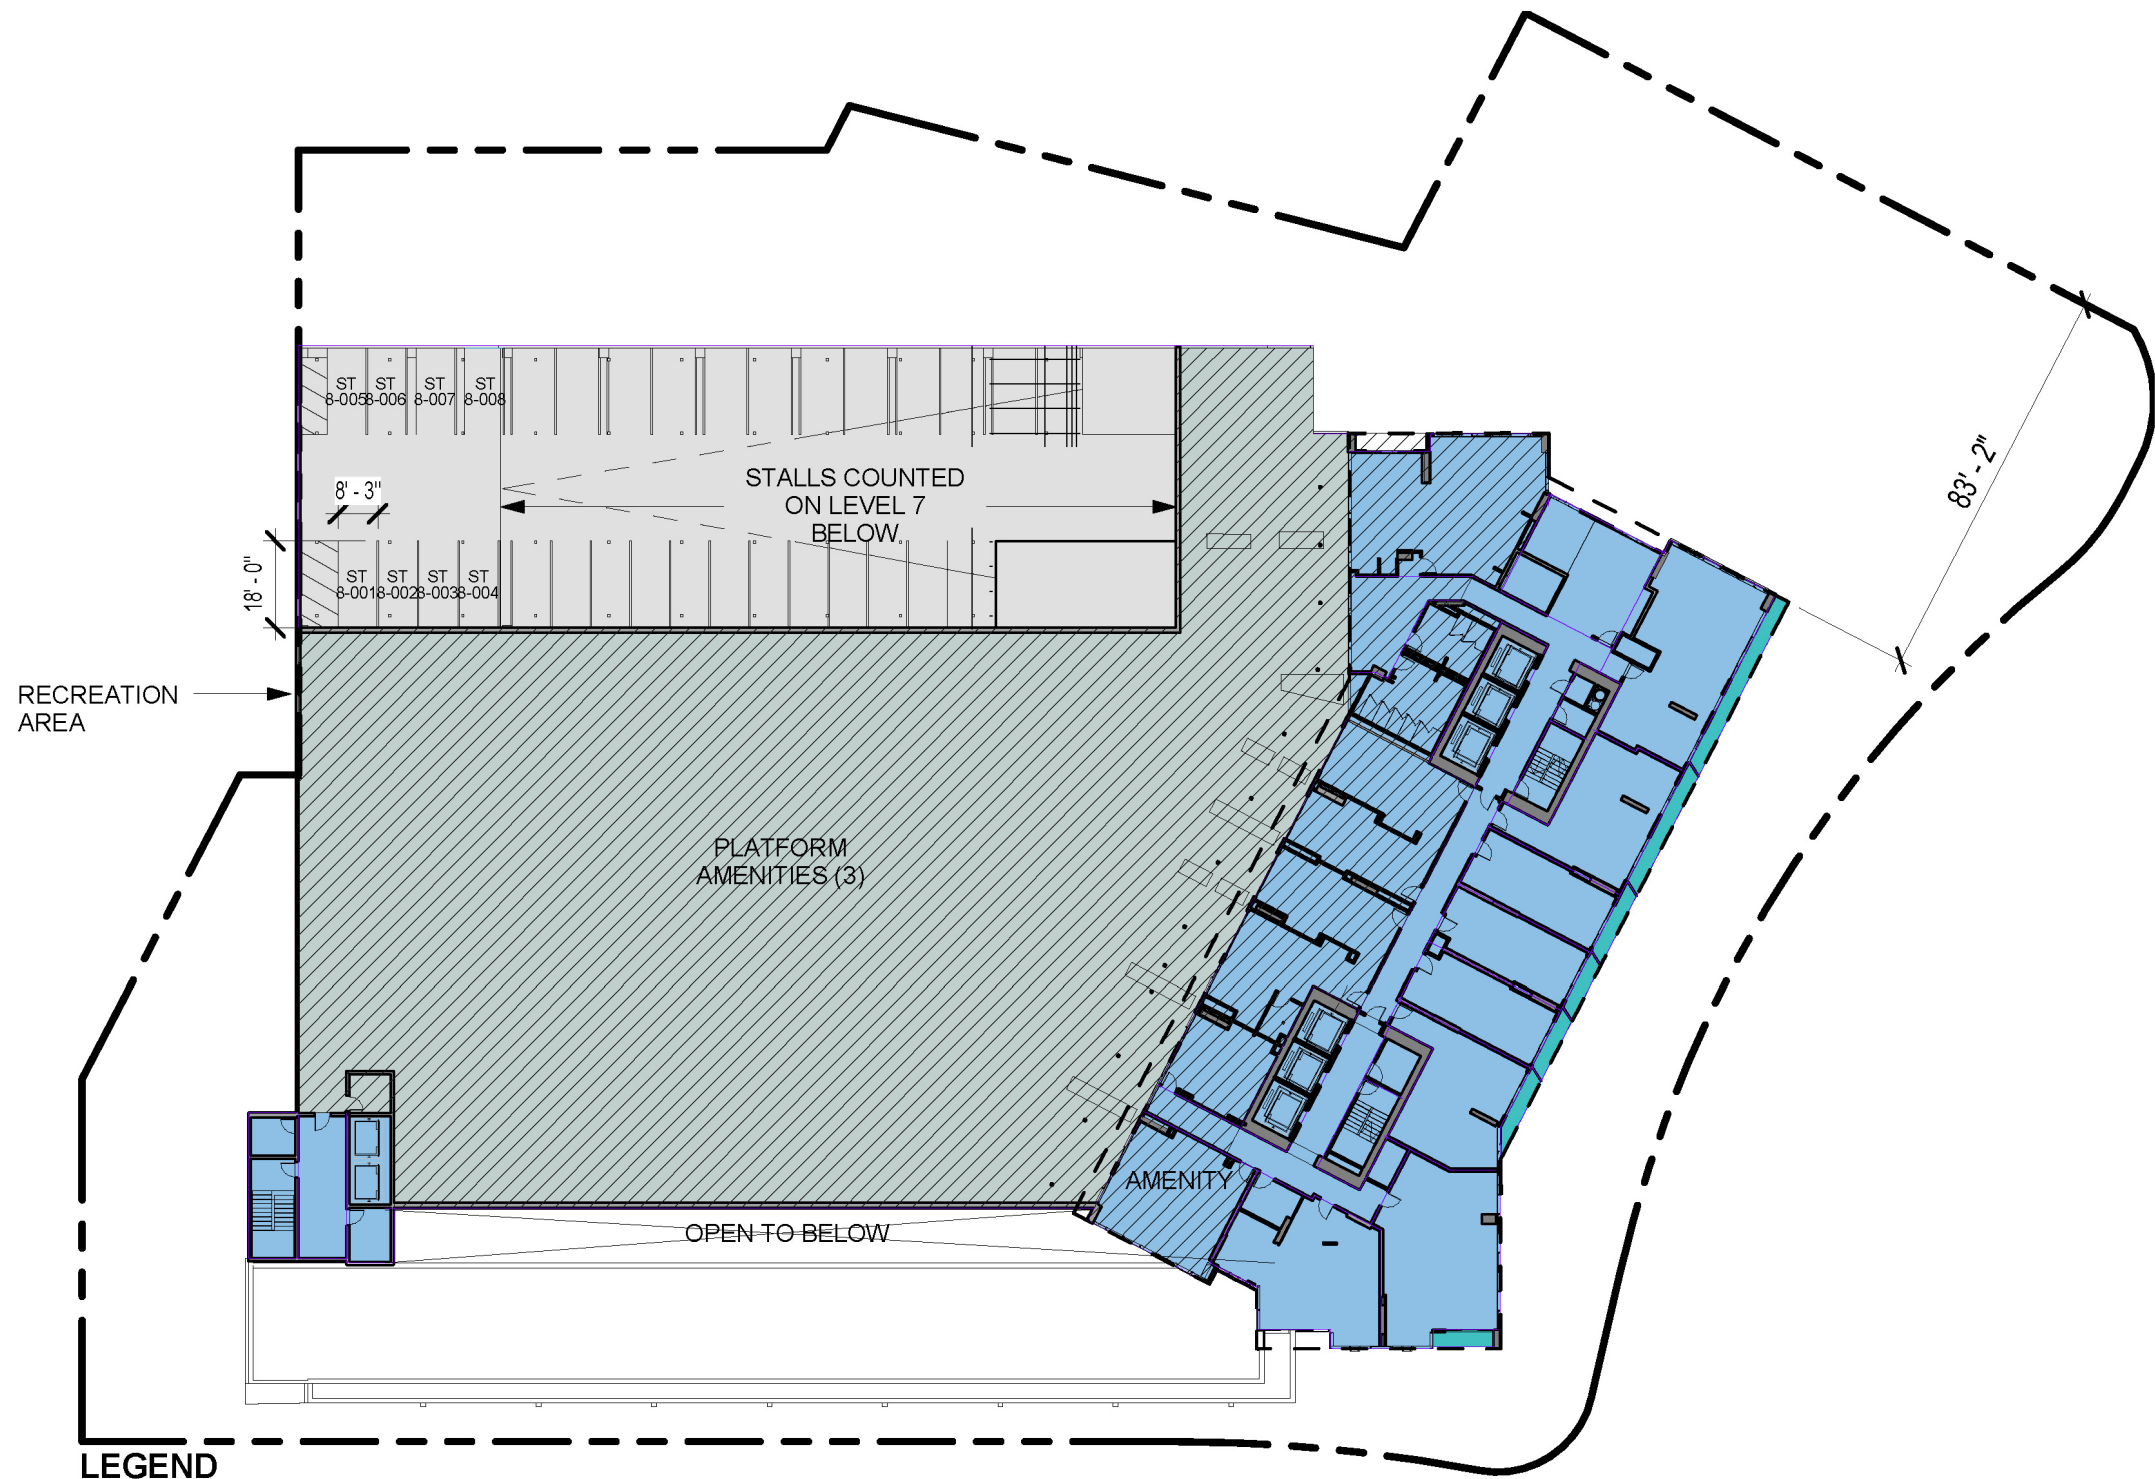 83' - 2"
ST
8-005
ST
8-006
ST
8-007
ST
8-008
8' - 3"
STALLS COUNTED
ON LEVEL 7
BELOW
18' - 0"
ST
8-001
ST
8-002
ST
8-003
ST
8-004
RECREATION
AREA
PLATFORM
AMENITIES (3)
AMENITY
OPEN TO BELOW
LEGEND